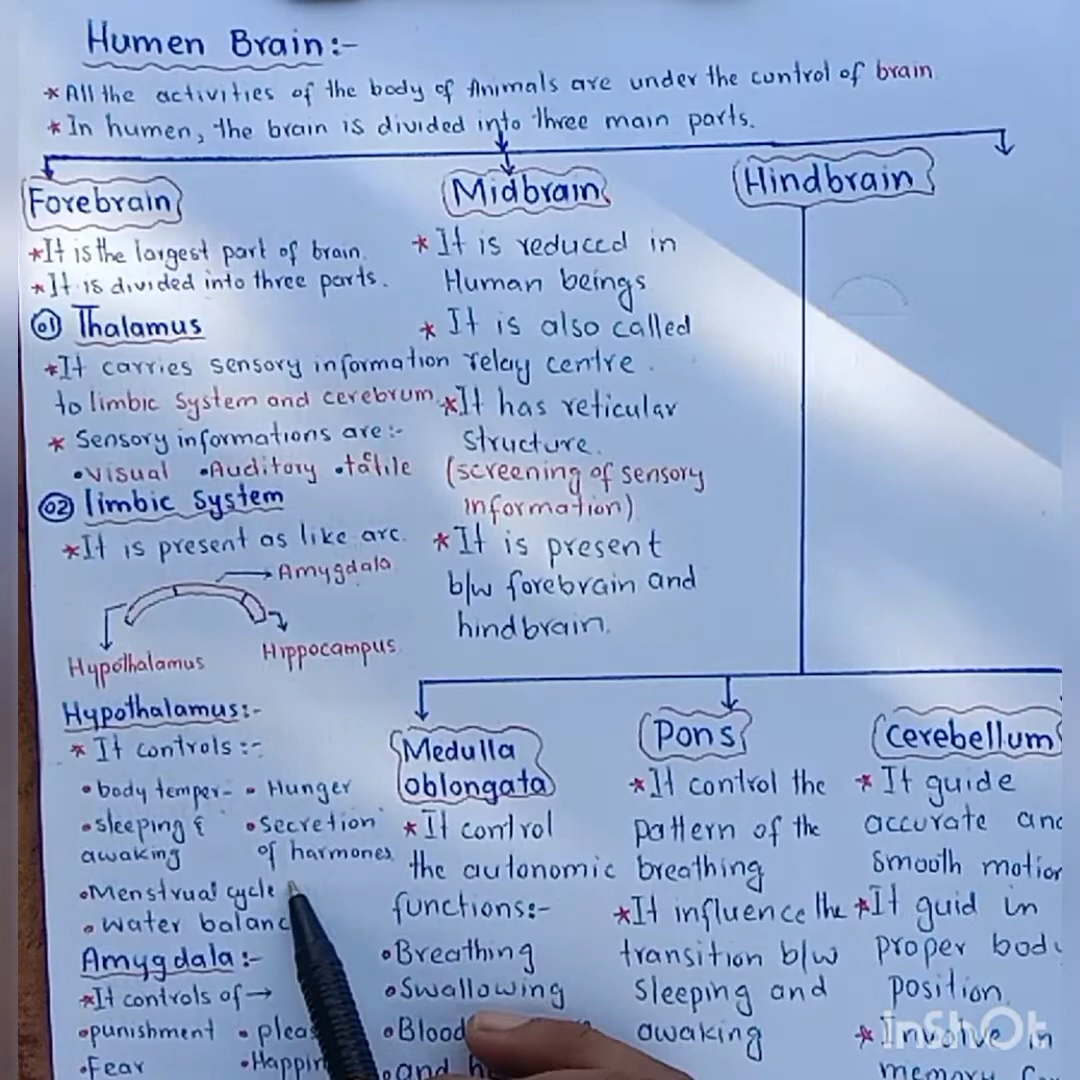 Humen Brain:-
* All the activities of the body of Animals are under the control of brain
* In humen, the brain is divided into three main parts.
Forebrain
* It is the largest part of brain.
* It is divided into three parts.
01 Thalamus
* It carries sensory information
to limbic system and cerebrum
* Sensory informations are:-
• Visual • Auditory • tactile
02 limbic system
* It is present as like arc.
Amygdala
Hypothalamus
Hippocampus
Hypothalamus:-
* It controls:-
• body temper- • Hunger
• sleeping & • Secretion
awaking of harmones
• Menstrual cycle
• Water balanc
Amygdala:-
* It controls of →
• punishment • pleas
• Fear • Happin
Midbrain
* It is reduced in
Human beings
* It is also called
relay centre.
* It has reticular
structure.
(screening of sensory
information)
* It is present
b/w forebrain and
hindbrain.
Hindbrain
Medulla
oblongata
* It control
the autonomic
functions:-
• Breathing
• Swallowing
• Blood
• and h
Pons
* It control the
pattern of the
breathing
* It influence the
transition b/w
sleeping and
awaking
Cerebellum
* It guide
accurate and
smooth motion
* It guid in
proper body
position
* Involve in
memory
InShOt